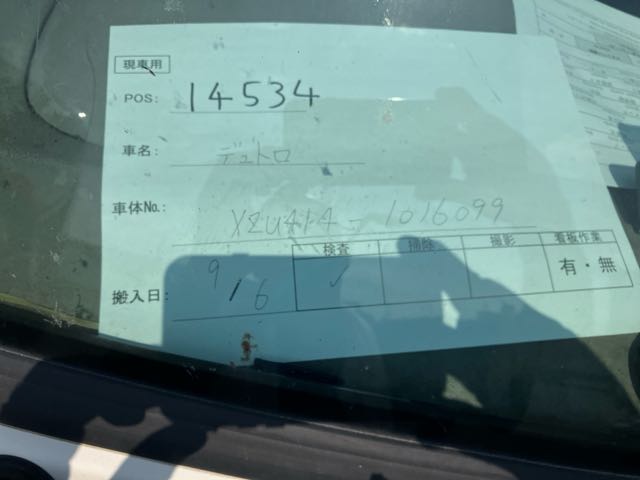 現車用
POS: 14534
車名: デュトロ
車体No.: XZU414-1016099
検査 掃除 撮影 看板作業
搬入日: 9/6 ✓ 有・無